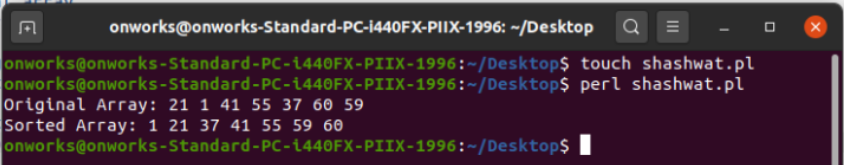 array
onworks@onworks-Standard-PC-i440FX-PIIX-1996: ~/Desktop
onworks@onworks-Standard-PC-i440FX-PIIX-1996:~/Desktop$ touch shashwat.pl
onworks@onworks-Standard-PC-i440FX-PIIX-1996:~/Desktop$ perl shashwat.pl
Original Array: 21 1 41 55 37 60 59
Sorted Array: 1 21 37 41 55 59 60
onworks@onworks-Standard-PC-i440FX-PIIX-1996:~/Desktop$